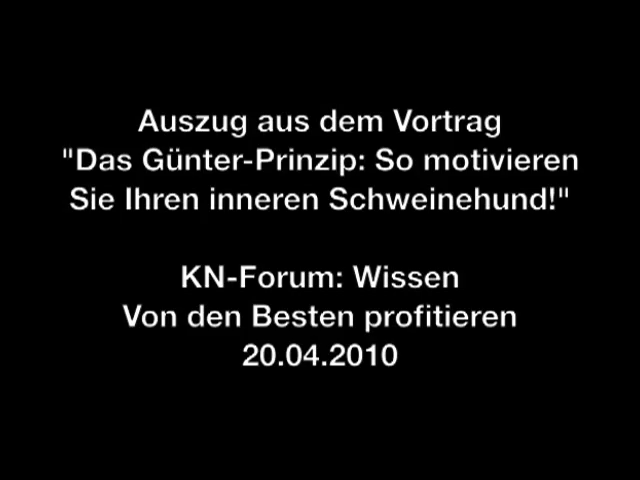 Auszug aus dem Vortrag
"Das Günter-Prinzip: So motivieren
Sie Ihren inneren Schweinehund!"
KN-Forum: Wissen
Von den Besten profitieren
20.04.2010